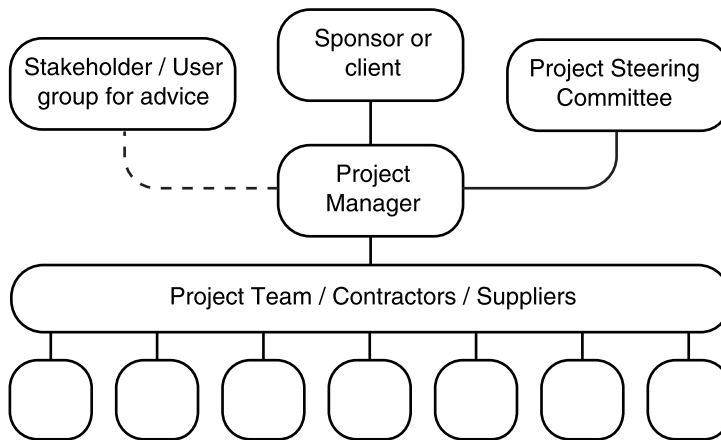 Stakeholder / User
group for advice
Sponsor or
client
Project Steering
Committee
Project
Manager
Project Team / Contractors / Suppliers